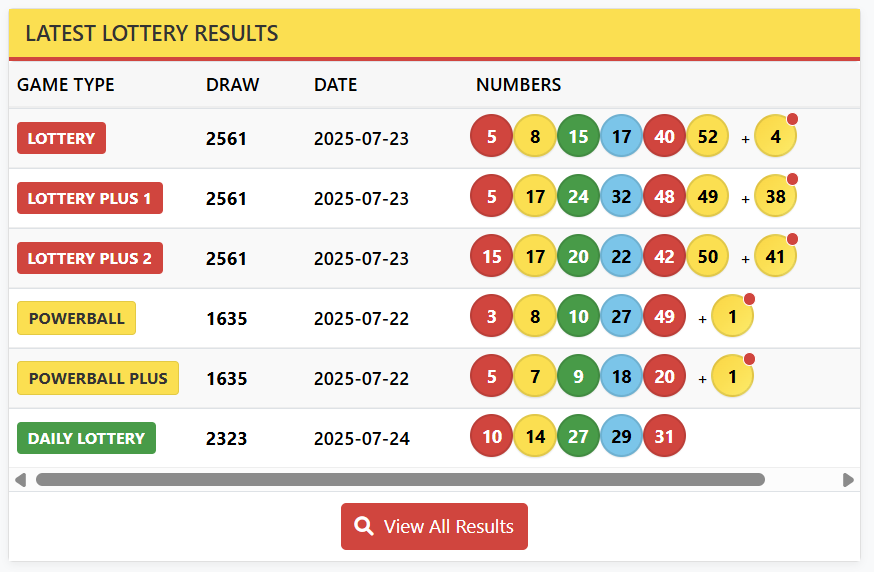 LATEST LOTTERY RESULTS
GAME TYPE DRAW DATE NUMBERS
LOTTERY 2561 2025-07-23 5 8 15 17 40 52 + 4
LOTTERY PLUS 1 2561 2025-07-23 5 17 24 32 48 49 + 38
LOTTERY PLUS 2 2561 2025-07-23 15 17 20 22 42 50 + 41
POWERBALL 1635 2025-07-22 3 8 10 27 49 + 1
POWERBALL PLUS 1635 2025-07-22 5 7 9 18 20 + 1
DAILY LOTTERY 2323 2025-07-24 10 14 27 29 31
View All Results